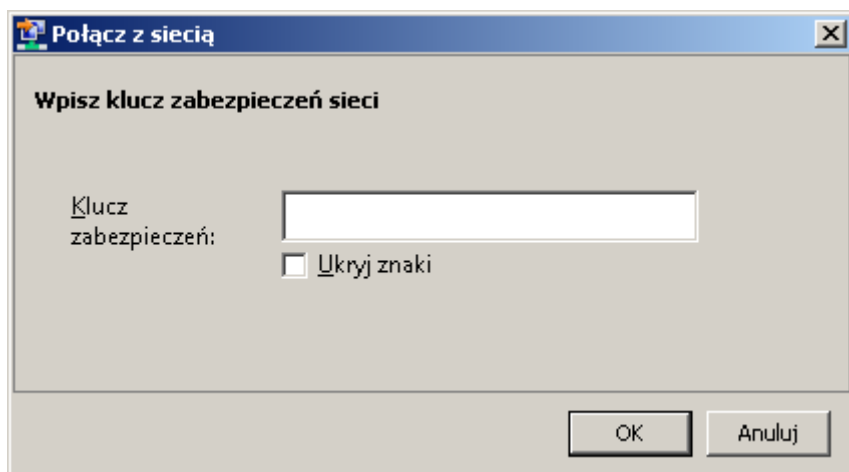 Połącz z siecią
Wpisz klucz zabezpieczeń sieci
Klucz
zabezpieczeń:
Ukryj znaki
OK Anuluj